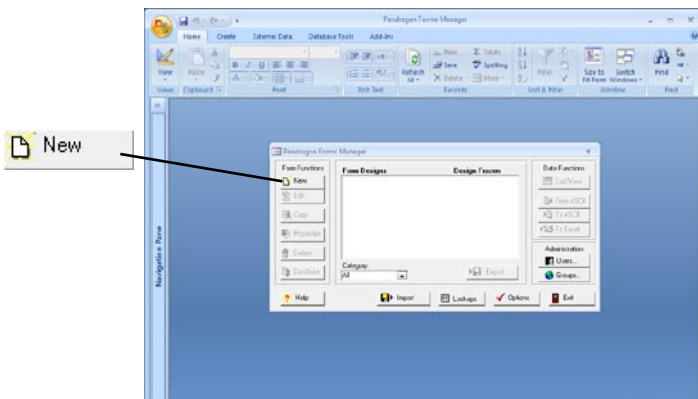 New
Pendragon Forms Manager
Home Create External Data Database Tools Add-Ins
View Paste Refresh All New Save Delete Totals Spelling More Filter Size to Fit Form Switch Windows Find
Views Clipboard Font Rich Text Records Sort & Filter Window Find
Navigation Pane
Pendragon Forms Manager
Form Functions Form Designs Design Frozen Data Functions
New Edit/View
Edit From ASCII
Copy To ASCII
Properties To Excel
Delete Administration
Distribute Users...
Category: Groups...
All Export
Help Import Lookups Options Exit